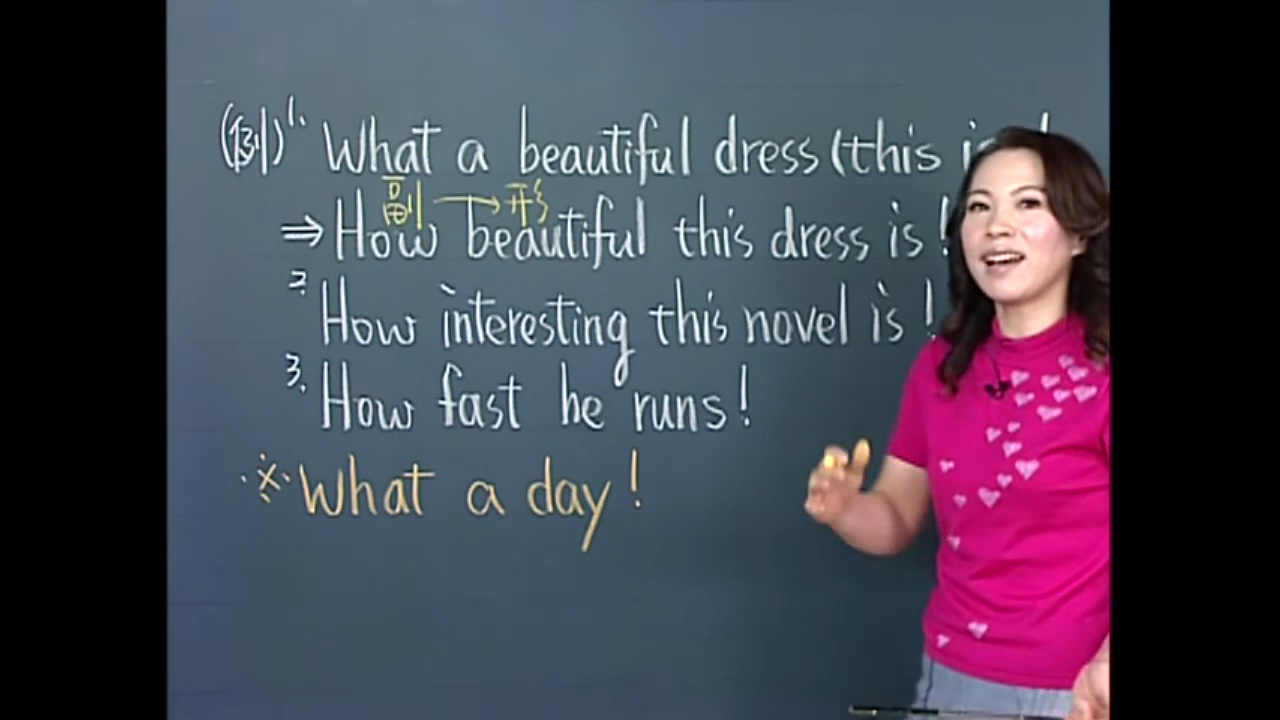 (例) 1. What a beautiful dress (this is
副 → 形
⇒ How beautiful this dress is !
2. How interesting this novel is !
3. How fast he runs !
※ What a day !